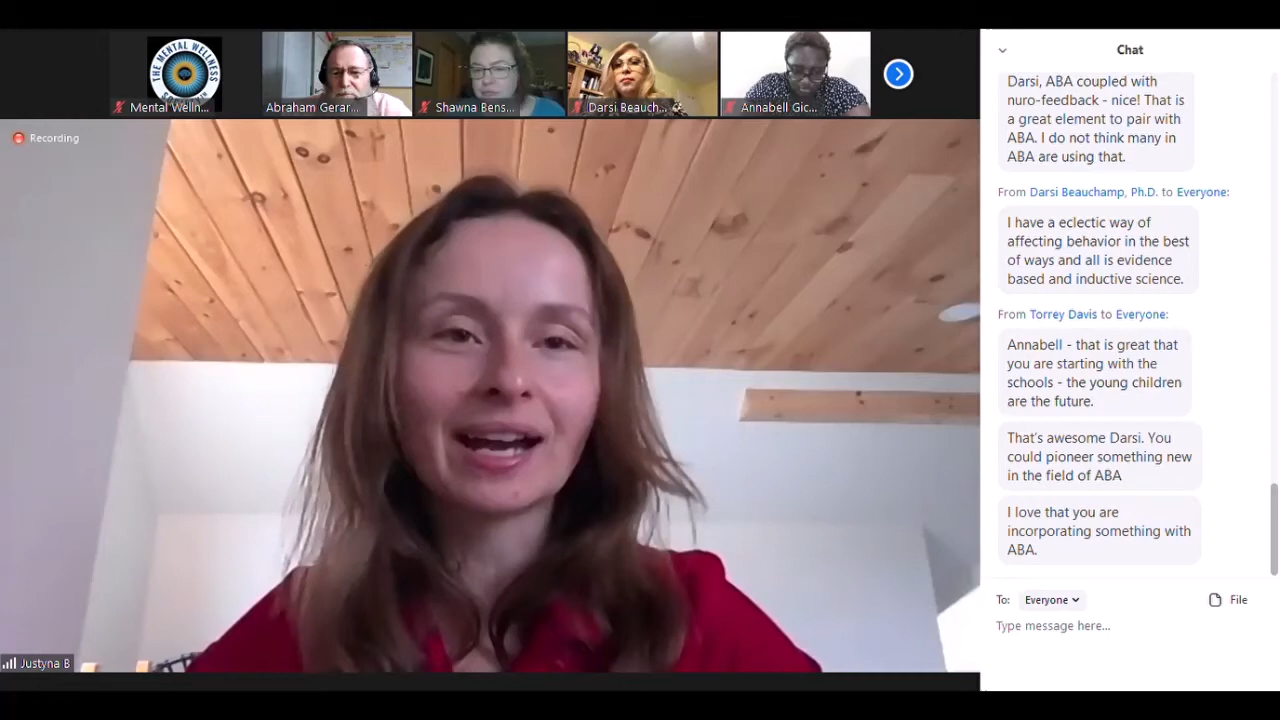 THE MENTAL WELLNESS
Mental Welln...
Abraham Gerar...
Shawna Bens...
Darsi Beauch...
Annabell Gic...
Recording
Justyna B
Chat
Darsi, ABA coupled with
nuro-feedback - nice! That is
a great element to pair with
ABA. I do not think many in
ABA are using that.
From Darsi Beauchamp, Ph.D. to Everyone:
I have a eclectic way of
affecting behavior in the best
of ways and all is evidence
based and inductive science.
From Torrey Davis to Everyone:
Annabell - that is great that
you are starting with the
schools - the young children
are the future.
That's awesome Darsi. You
could pioneer something new
in the field of ABA
I love that you are
incorporating something with
ABA.
To: Everyone
File
Type message here...